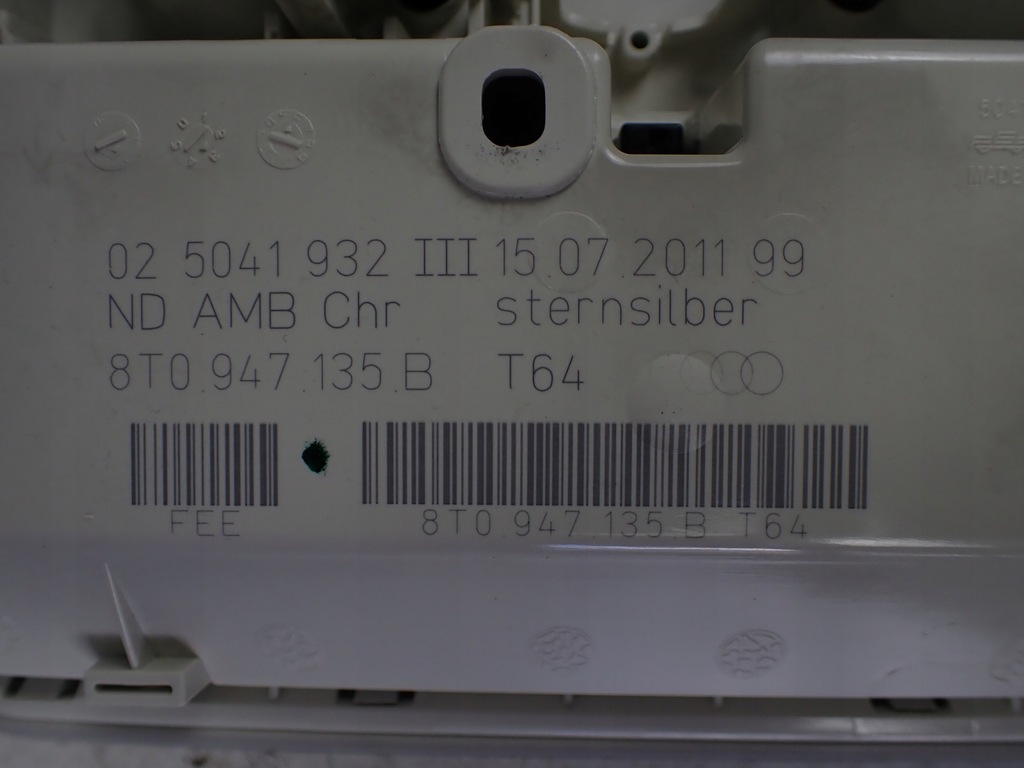 02 5041 932 III 15.07.2011 99
ND AMB Chr sternsilber
8T0.947.135.B T64
FEE
8T0.947.135.B T64
MADE